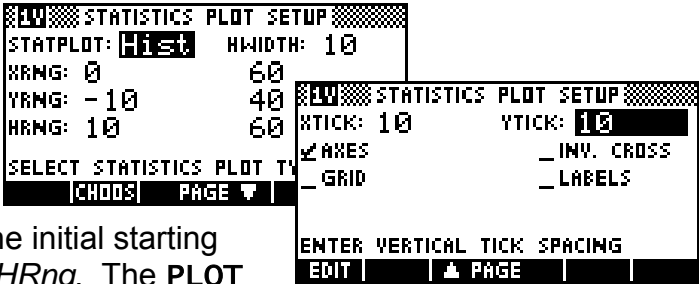 1V STATISTICS PLOT SETUP
STATPLOT: Hist HWIDTH: 10
XRNG: 0 60
YRNG: -10 40
HRNG: 10 60
SELECT STATISTICS PLOT
CHOOS PAGE ▼
1V STATISTICS PLOT SETUP
XTICK: 10 YTICK: 10
✓AXES _INV. CROSS
_GRID _LABELS
ENTER VERTICAL TICK SPACING
EDIT ▲ PAGE
initial starting
HRng. The PLOT